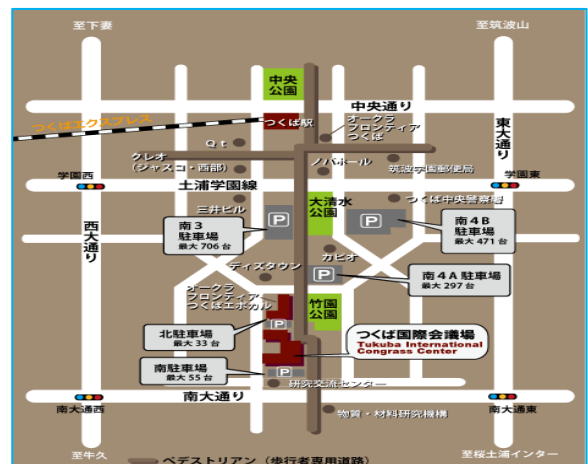 至下妻
至筑波山
中央
公園
中央通り
つくばエクスプレス
つくば駅
オークラ
フロンティア
つくば
東大通り
Qt
クレオ
(ジャスコ・西部)
ノバホール
筑波学園郵便局
学園西
学園東
土浦学園線
大清水
公園
つくば中央警察署
三井ビル
西大通り
南3
駐車場
最大 706 台
P
P
南4B
駐車場
最大 471 台
カピオ
デイズタウン
P
南4A 駐車場
最大 297 台
オークラ
フロンティア
つくばエポカル
竹園
公園
北駐車場
最大 33 台
P
つくば国際会議場
Tukuba International
Congrass Center
南駐車場
最大 55 台
P
研究交流センター
南大通り
南大通西
南大通東
物質・材料研究機構
至牛久
至桜土浦インター
ペデストリアン(歩行者専用道路)